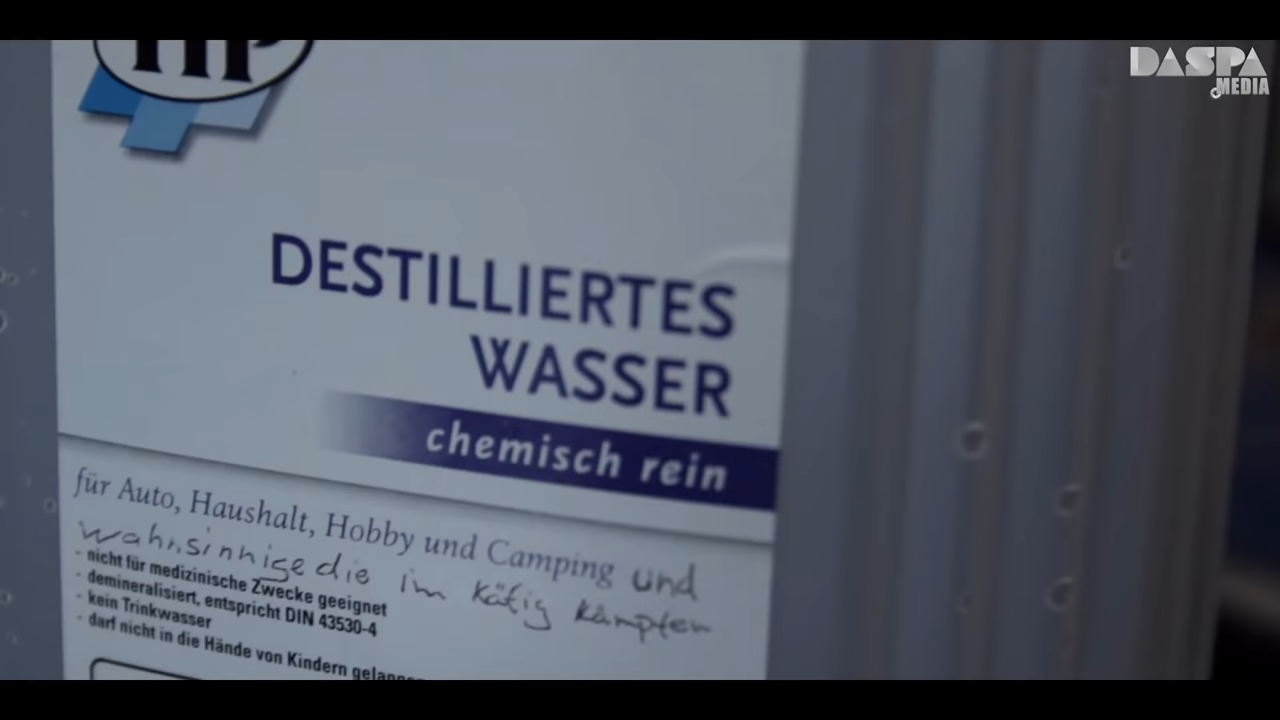 DASPA
MEDIA
TIP
DESTILLIERTES
WASSER
chemisch rein
für Auto, Haushalt, Hobby und Camping und
wahnsinnige die im Käfig kämpfen
- nicht für medizinische Zwecke geeignet
- demineralisiert, entspricht DIN 43530-4
- kein Trinkwasser
- darf nicht in die Hände von Kindern